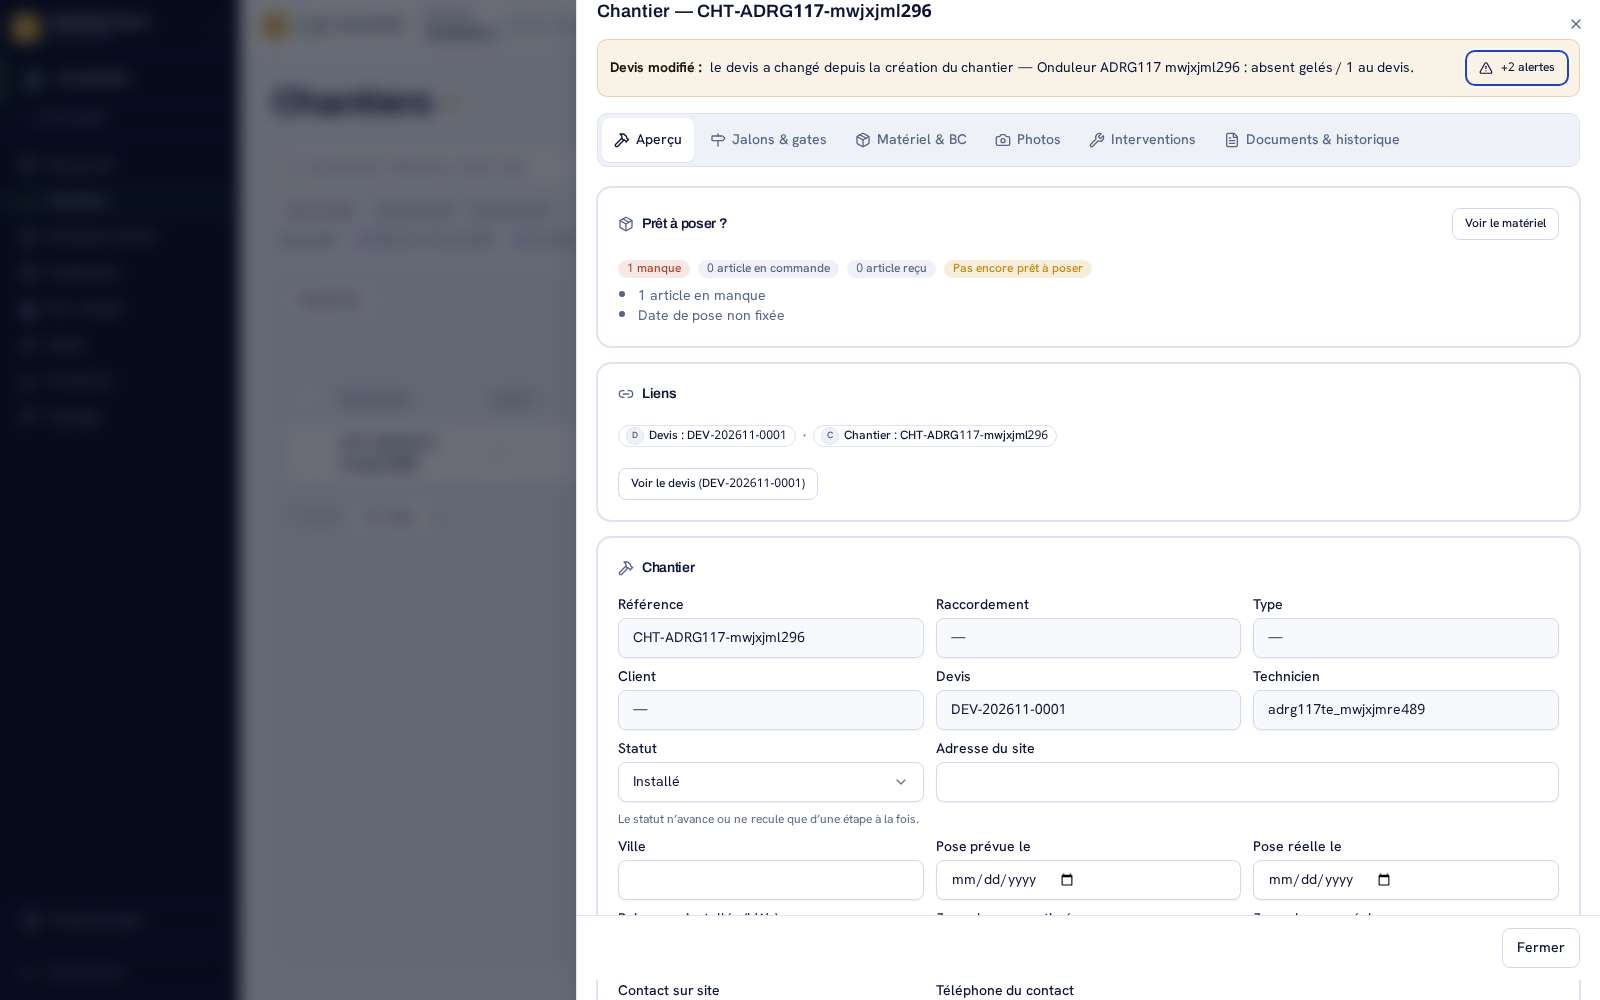 Chantier — CHT-ADRG117-mwjxjml296
Devis modifié : le devis a changé depuis la création du chantier — Onduleur ADRG117 mwjxjml296 : absent gelés / 1 au devis.
+2 alertes
Aperçu
Jalons & gates
Matériel & BC
Photos
Interventions
Documents & historique
Prêt à poser ?
Voir le matériel
1 manque
0 article en commande
0 article reçu
Pas encore prêt à poser
1 article en manque
Date de pose non fixée
Liens
D Devis : DEV-202611-0001 · C Chantier : CHT-ADRG117-mwjxjml296
Voir le devis (DEV-202611-0001)
Chantier
Référence
Raccordement
Type
CHT-ADRG117-mwjxjml296
—
—
Client
Devis
Technicien
—
DEV-202611-0001
adrg117te_mwjxjmre489
Statut
Adresse du site
Installé
Le statut n’avance ou ne recule que d’une étape à la fois.
Ville
Pose prévue le
Pose réelle le
mm/dd/yyyy
mm/dd/yyyy
Fermer
Contact sur site
Téléphone du contact